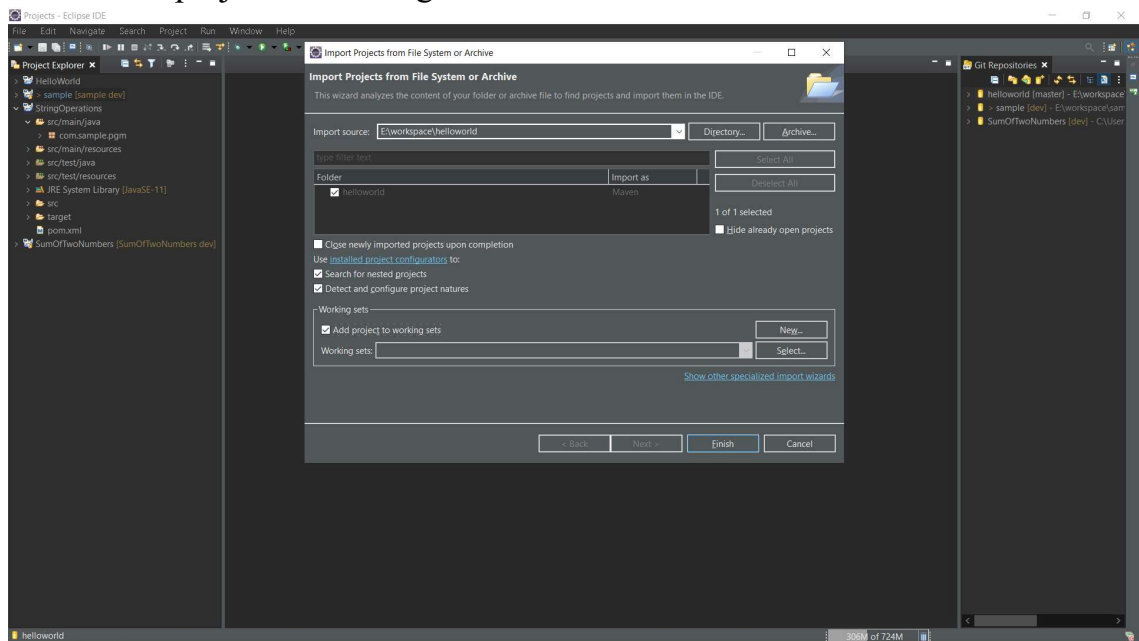 Projects - Eclipse IDE
File Edit Navigate Search Project Run Window Help
Project Explorer
HelloWorld
> sample [sample dev]
StringOperations
src/main/java
com.sample.pgm
src/main/resources
src/test/java
src/test/resources
JRE System Library [JavaSE-11]
src
target
pom.xml
SumOfTwoNumbers [SumOfTwoNumbers dev]
Import Projects from File System or Archive
Import Projects from File System or Archive
This wizard analyzes the content of your folder or archive file to find projects and import them in the IDE.
Import source: E:\workspace\helloworld Directory... Archive...
type filter text Select All
Folder Import as Deselect All
helloworld Maven
1 of 1 selected
Hide already open projects
Close newly imported projects upon completion
Use installed project configurators to:
Search for nested projects
Detect and configure project natures
Working sets
Add project to working sets New...
Working sets: Select...
Show other specialized import wizards
< Back Next > Finish Cancel
Git Repositories
helloworld [master] - E:\workspace
> sample [dev] - E:\workspace\sam
SumOfTwoNumbers [dev] - C:\User
helloworld
306M of 724M